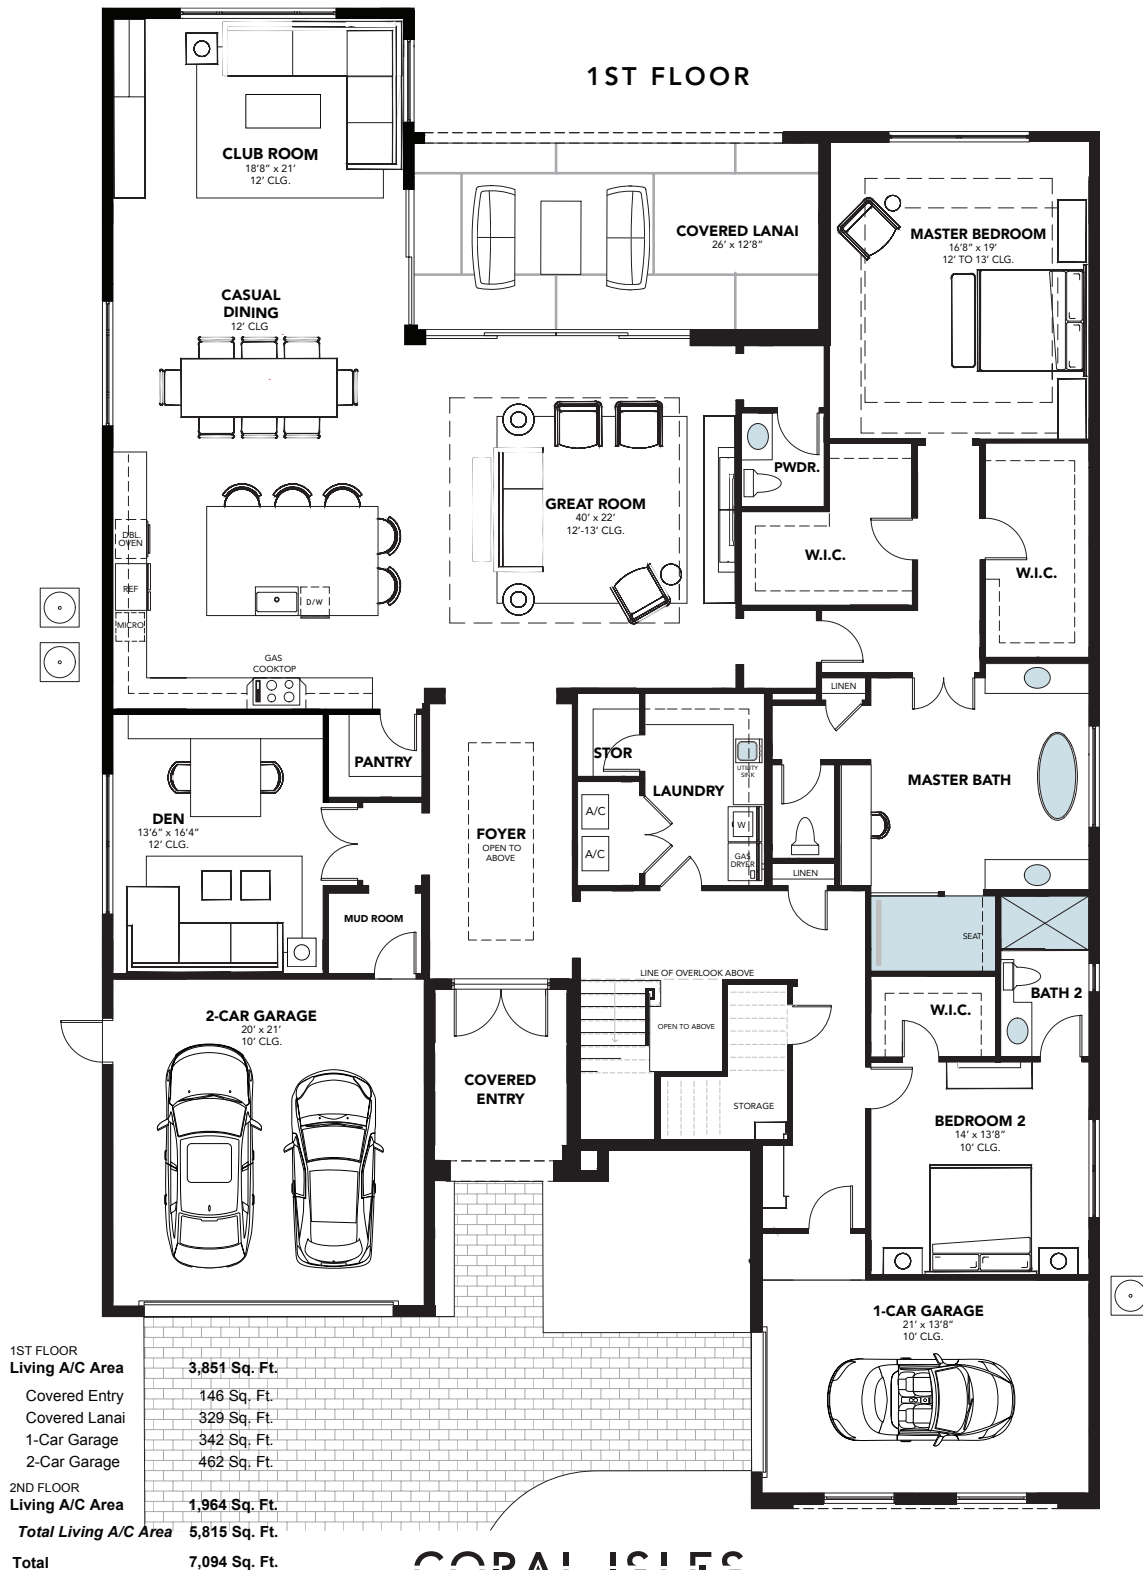 1ST FLOOR
CLUB ROOM
18'8" x 21'
12' CLG.
COVERED LANAI
26' x 12'8"
MASTER BEDROOM
16'8" x 19'
12' TO 13' CLG.
CASUAL
DINING
12' CLG
PWDR.
GREAT ROOM
40' x 22'
12'-13' CLG.
DBL.
OVEN
REF
MICRO
D/W
W.I.C.
W.I.C.
GAS
COOKTOP
LINEN
STOR
PANTRY
UTILITY
SINK
LAUNDRY
MASTER BATH
DEN
13'6" x 16'4"
12' CLG.
A/C
A/C
W
GAS
DRYER
FOYER
OPEN TO
ABOVE
LINEN
MUD ROOM
SEAT
LINE OF OVERLOOK ABOVE
BATH 2
W.I.C.
2-CAR GARAGE
20' x 21'
10' CLG.
OPEN TO ABOVE
COVERED
ENTRY
STORAGE
BEDROOM 2
14' x 13'8"
10' CLG.
1-CAR GARAGE
21' x 13'8"
10' CLG.
1ST FLOOR
Living A/C Area 3,851 Sq. Ft.
Covered Entry 146 Sq. Ft.
Covered Lanai 329 Sq. Ft.
1-Car Garage 342 Sq. Ft.
2-Car Garage 462 Sq. Ft.
2ND FLOOR
Living A/C Area 1,964 Sq. Ft.
Total Living A/C Area 5,815 Sq. Ft.
Total 7,094 Sq. Ft.
CORAL ISLES